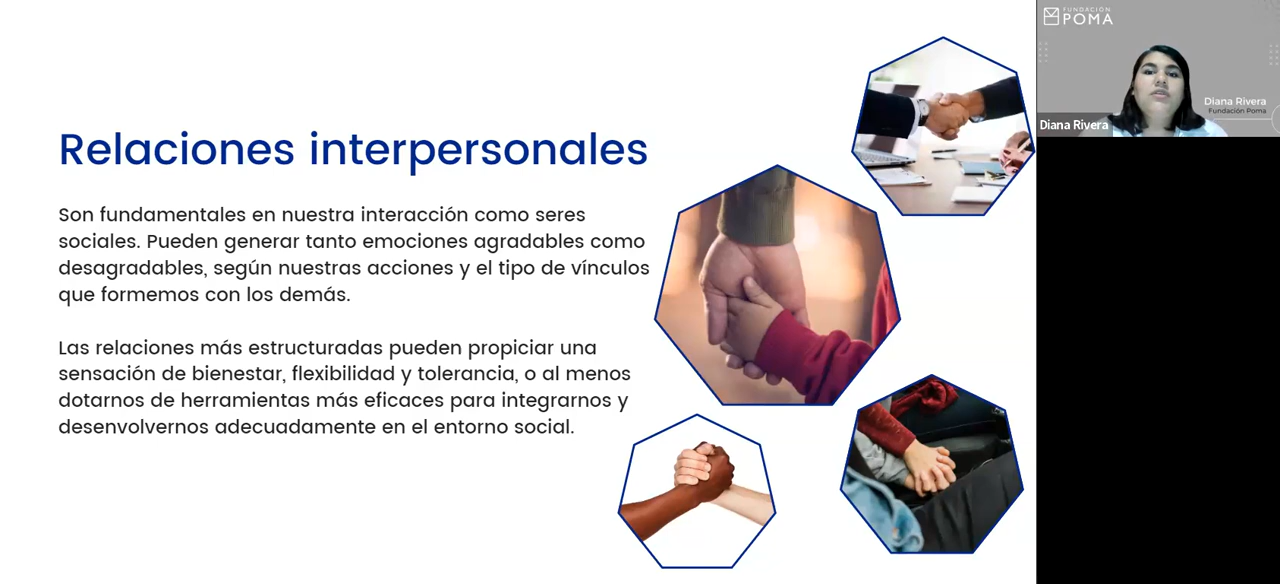 Relaciones interpersonales
Son fundamentales en nuestra interacción como seres
sociales. Pueden generar tanto emociones agradables como
desagradables, según nuestras acciones y el tipo de vínculos
que formemos con los demás.
Las relaciones más estructuradas pueden propiciar una
sensación de bienestar, flexibilidad y tolerancia, o al menos
dotarnos de herramientas más eficaces para integrarnos y
desenvolvernos adecuadamente en el entorno social.
FUNDACIÓN
POMA
Diana Rivera
Fundación Poma
Diana Rivera